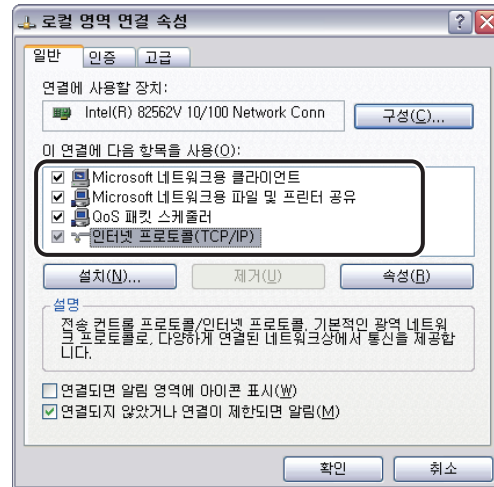 로컬 영역 연결 속성
일반 인증 고급
연결에 사용할 장치:
Intel(R) 82562V 10/100 Network Conn 구성(C)...
이 연결에 다음 항목을 사용(O):
Microsoft 네트워크용 클라이언트
Microsoft 네트워크용 파일 및 프린터 공유
QoS 패킷 스케줄러
인터넷 프로토콜(TCP/IP)
설치(N)... 제거(U) 속성(R)
설명
전송 컨트롤 프로토콜/인터넷 프로토콜. 기본적인 광역 네트워
크 프로토콜로, 다양하게 연결된 네트워크상에서 통신을 제공합
니다.
연결되면 알림 영역에 아이콘 표시(W)
연결되지 않았거나 연결이 제한되면 알림(M)
확인 취소